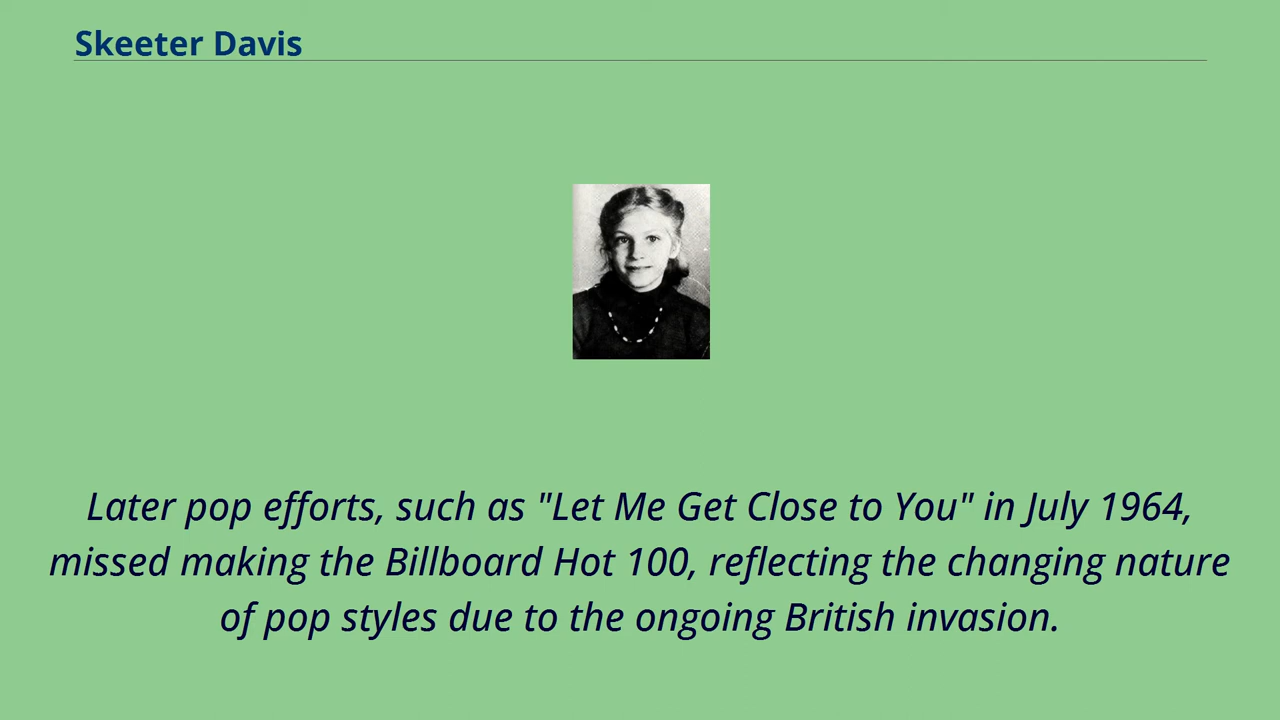 Skeeter Davis
Later pop efforts, such as "Let Me Get Close to You" in July 1964,
missed making the Billboard Hot 100, reflecting the changing nature
of pop styles due to the ongoing British invasion.